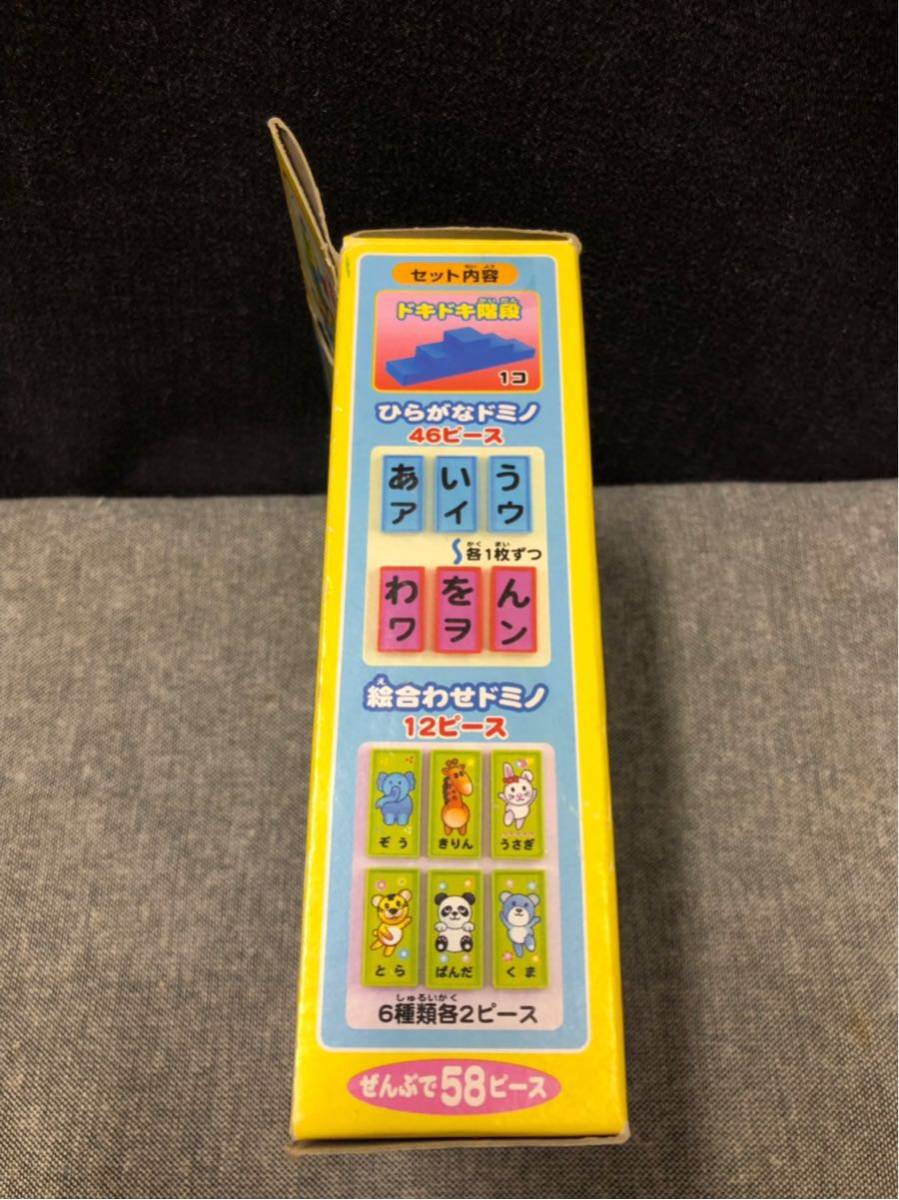 セット内容
ドキドキ階段
1コ
ひらがなドミノ
46ピース
あ い う
ア イ ウ
各1枚ずつ
わ を ん
ワ ヲ ン
絵合わせドミノ
12ピース
ぞう きりん うさぎ
とら ぱんだ くま
6種類各2ピース
ぜんぶで58ピース